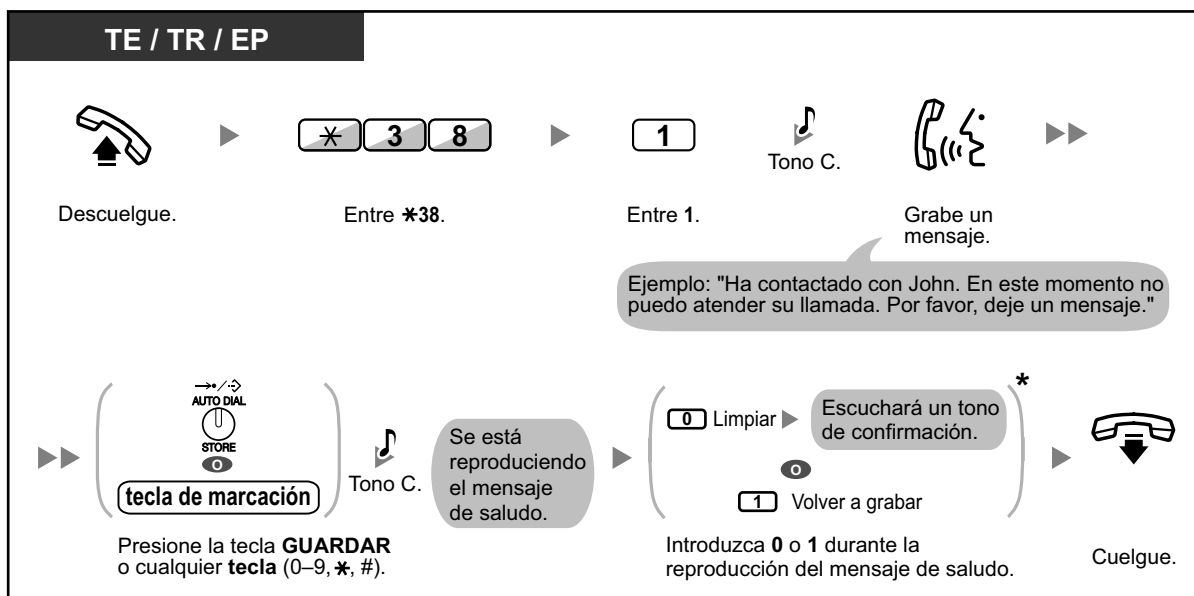 TE / TR / EP
✳ 3 8
1
Tono C.
Descuelgue.
Entre ✳38.
Entre 1.
Grabe un
mensaje.
Ejemplo: "Ha contactado con John. En este momento no
puedo atender su llamada. Por favor, deje un mensaje."
AUTO DIAL
STORE
O
tecla de marcación
Tono C.
Se está
reproduciendo
el mensaje
de saludo.
Presione la tecla GUARDAR
o cualquier tecla (0–9, ✳, #).
0 Limpiar
Escuchará un tono
de confirmación.
*
O
1 Volver a grabar
Introduzca 0 o 1 durante la
reproducción del mensaje de saludo.
Cuelgue.